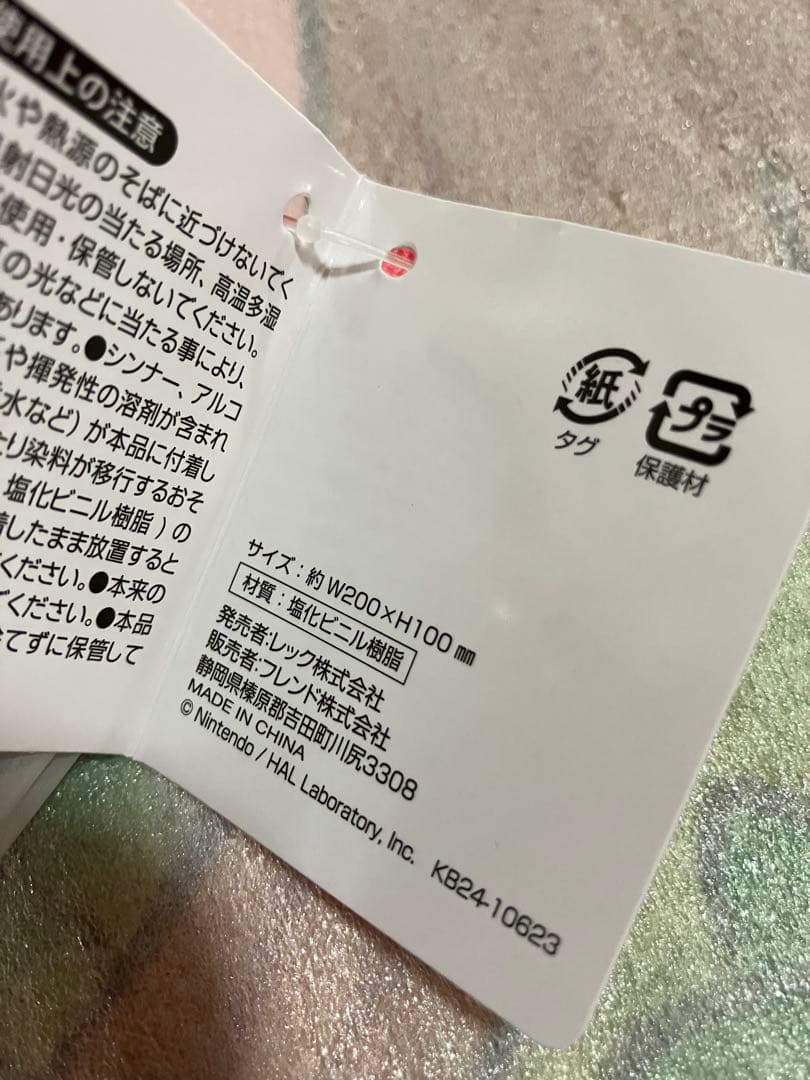 使用上の注意
火や熱源のそばに近づけないでく
射日光の当たる場所、高温多湿
使用・保管しないでください。
の光などに当たる事により、
あります。●シンナー、アルコ
や揮発性の溶剤が含まれ
水など)が本品に付着し
たり染料が移行するおそ
塩化ビニル樹脂)の
着したまま放置すると
ください。●本来の
でください。●本品
てずに保管して
紙
タグ
プラ
保護材
サイズ：約W200×H100㎜
材質：塩化ビニル樹脂
発売者：レック株式会社
販売者：フレンド株式会社
静岡県榛原郡吉田町川尻3308
MADE IN CHINA
© Nintendo / HAL Laboratory, Inc. KB24-10623